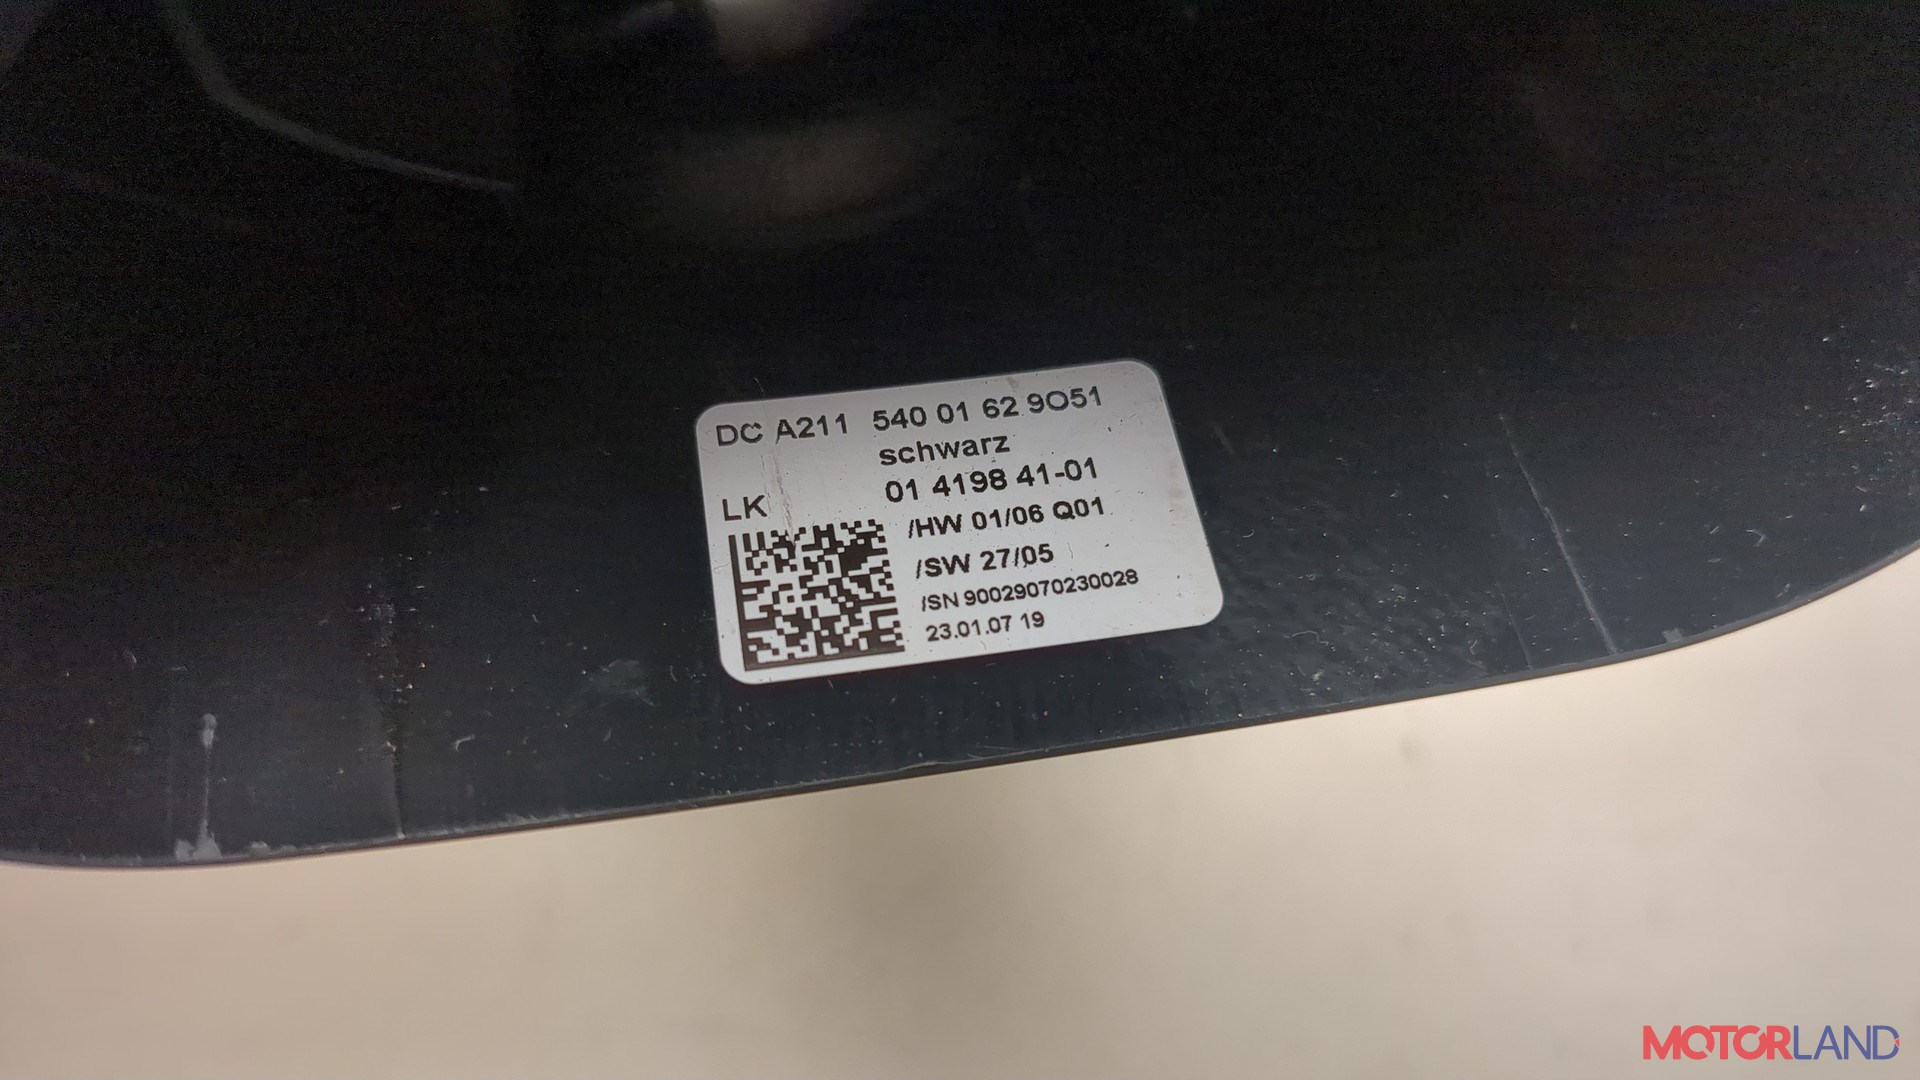 DC A211 540 01 62 9O51
schwarz
01 4198 41-01
LK
/HW 01/06 Q01
/SW 27/05
/SN 90029070230028
23.01.07 19
MOTORLAND